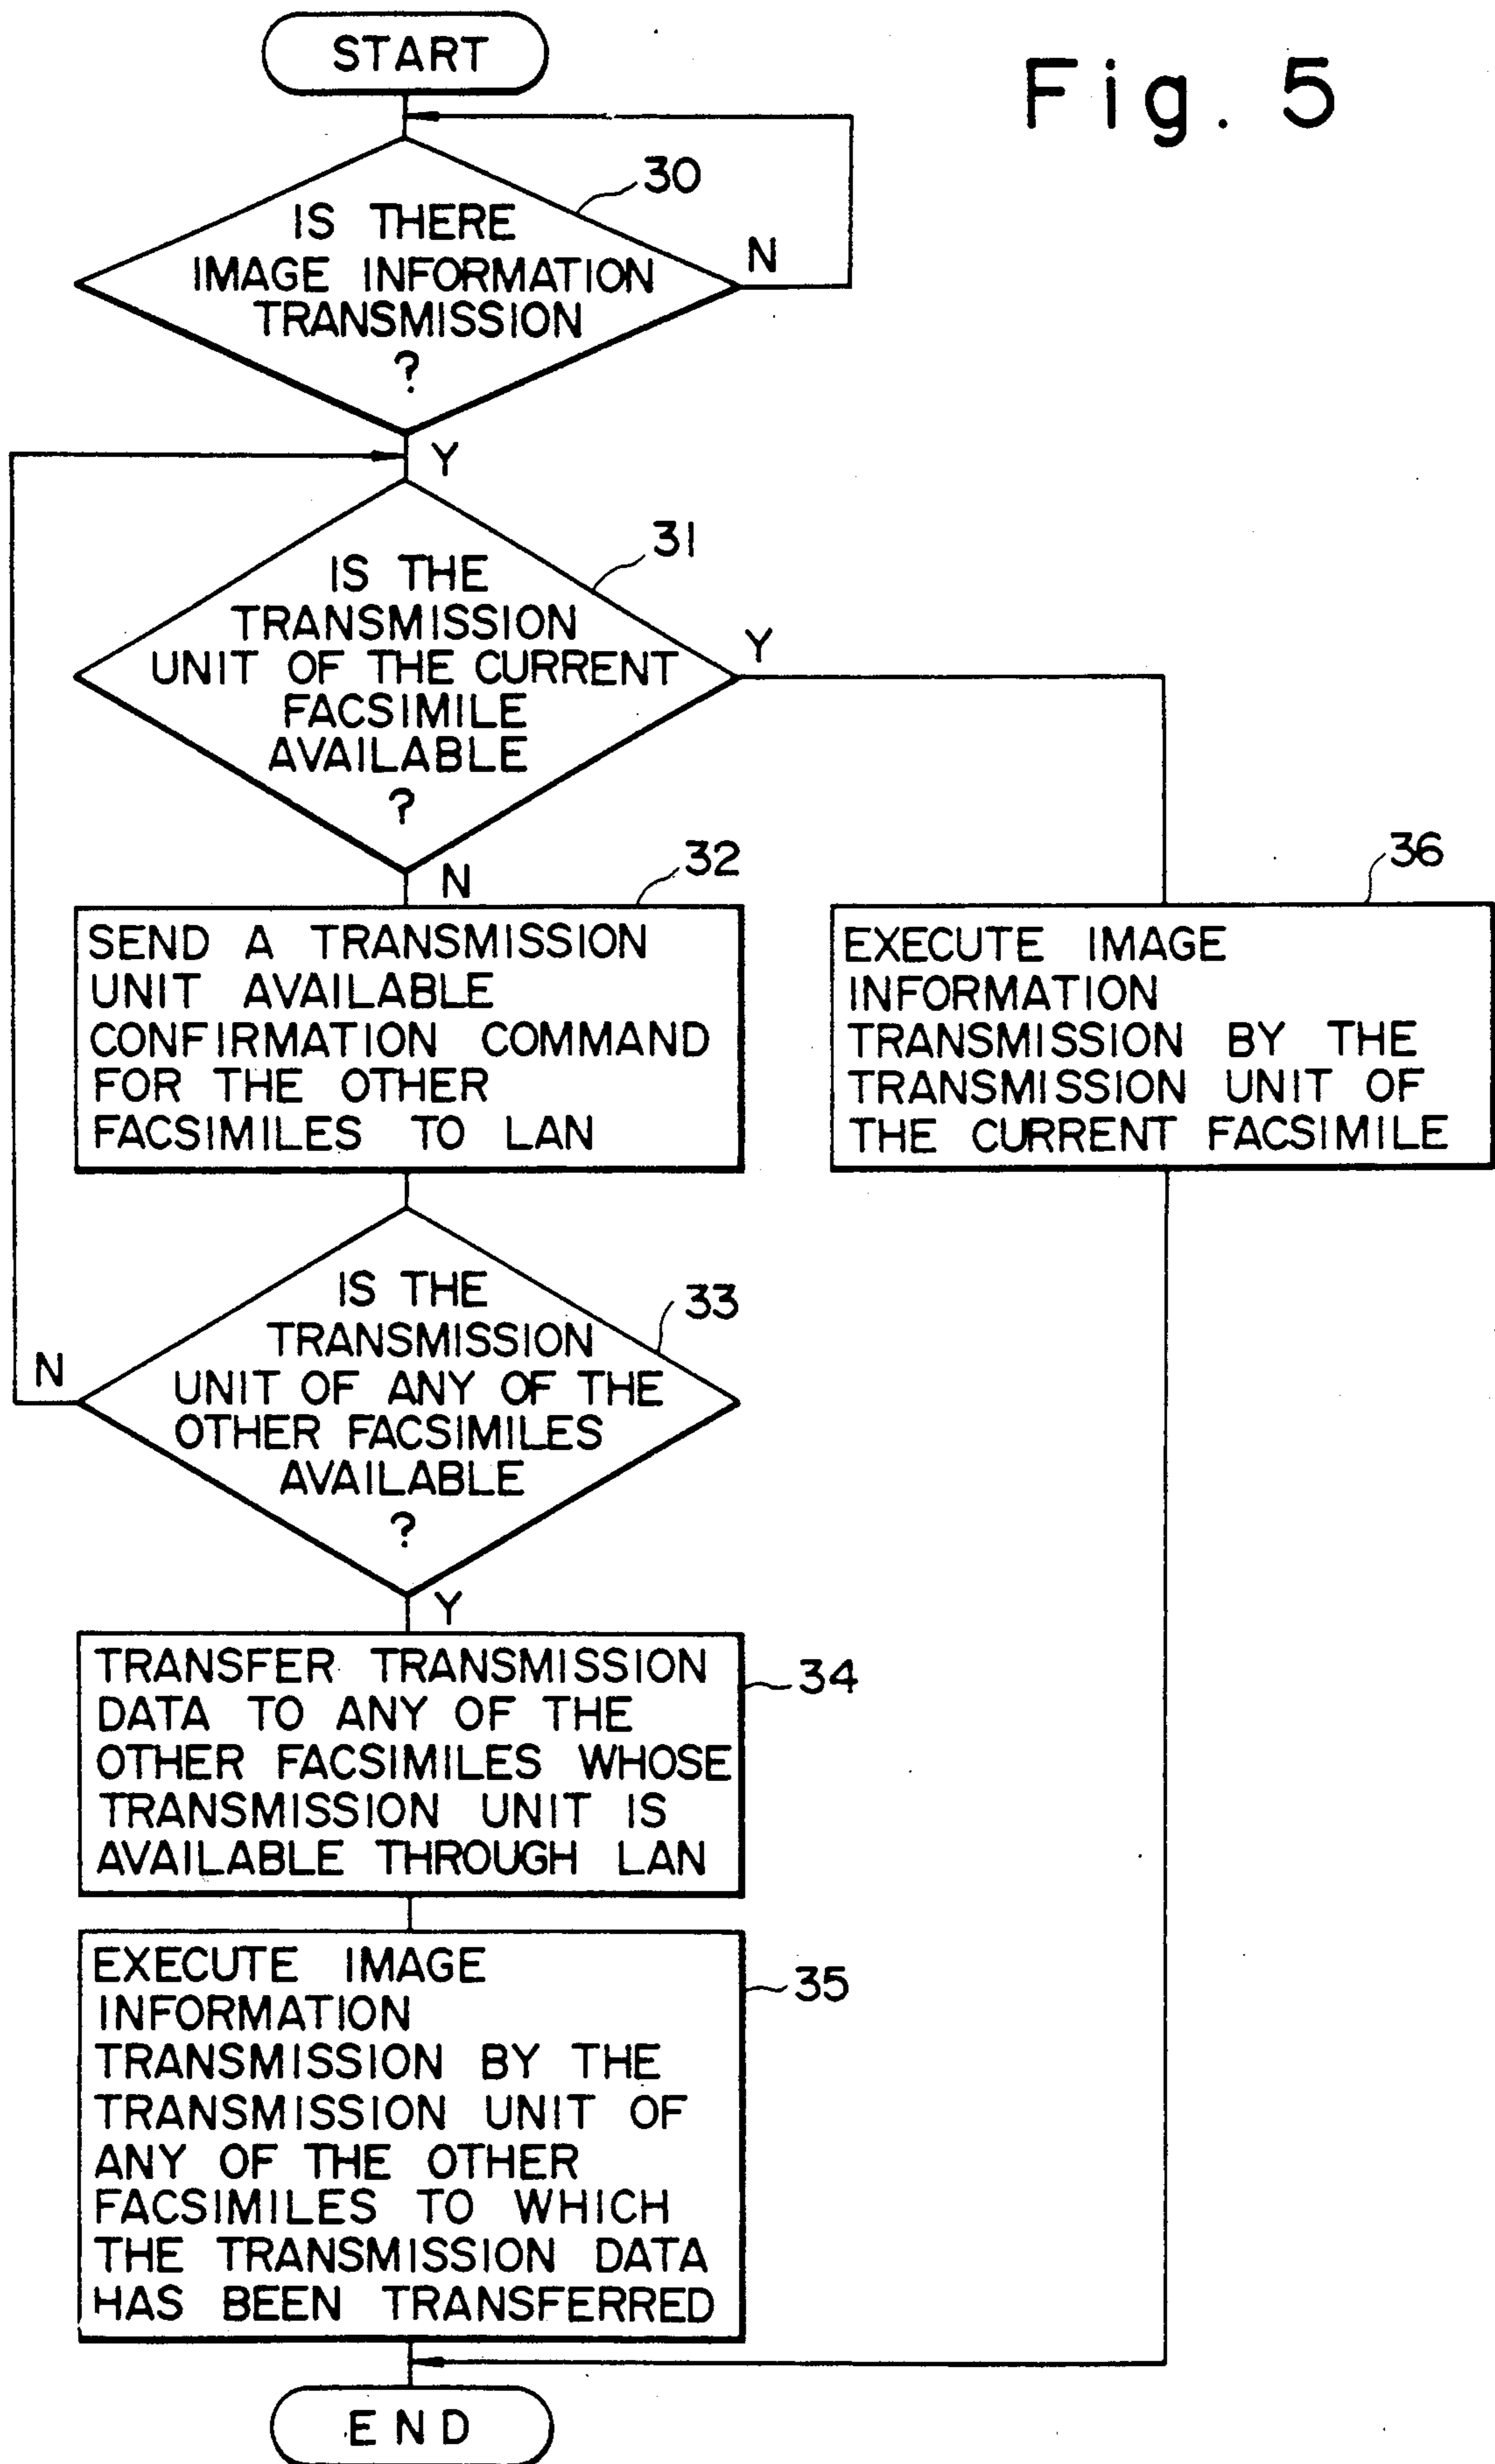 START
Fig. 5
30
IS THERE
IMAGE INFORMATION
TRANSMISSION
?
N
Y
31
IS THE
TRANSMISSION
UNIT OF THE CURRENT
FACSIMILE
AVAILABLE
?
Y
N
32
SEND A TRANSMISSION
UNIT AVAILABLE
CONFIRMATION COMMAND
FOR THE OTHER
FACSIMILES TO LAN
36
EXECUTE IMAGE
INFORMATION
TRANSMISSION BY THE
TRANSMISSION UNIT OF
THE CURRENT FACSIMILE
33
IS THE
TRANSMISSION
UNIT OF ANY OF THE
OTHER FACSIMILES
AVAILABLE
?
N
Y
34
TRANSFER TRANSMISSION
DATA TO ANY OF THE
OTHER FACSIMILES WHOSE
TRANSMISSION UNIT IS
AVAILABLE THROUGH LAN
35
EXECUTE IMAGE
INFORMATION
TRANSMISSION BY THE
TRANSMISSION UNIT OF
ANY OF THE OTHER
FACSIMILES TO WHICH
THE TRANSMISSION DATA
HAS BEEN TRANSFERRED
END